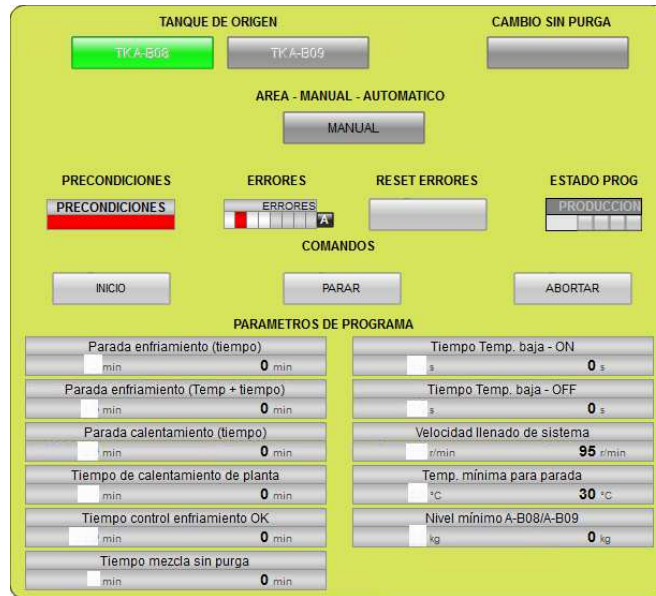 TANQUE DE ORIGEN CAMBIO SIN PURGA
TKA-B08 TKA-B09
AREA - MANUAL - AUTOMATICO
MANUAL
PRECONDICIONES ERRORES RESET ERRORES ESTADO PROG
PRECONDICIONES ERRORES PRODUCCION
A
COMANDOS
INICIO PARAR ABORTAR
PARAMETROS DE PROGRAMA
Parada enfriamiento (tiempo) Tiempo Temp. baja - ON
min 0 min s 0 s
Parada enfriamiento (Temp + tiempo) Tiempo Temp. baja - OFF
min 0 min s 0 s
Parada calentamiento (tiempo) Velocidad llenado de sistema
min 0 min r/min 95 r/min
Tiempo de calentamiento de planta Temp. mínima para parada
min 0 min °C 30 °C
Tiempo control enfriamiento OK Nivel mínimo A-B08/A-B09
min 0 min kg 0 kg
Tiempo mezcla sin purga
min 0 min